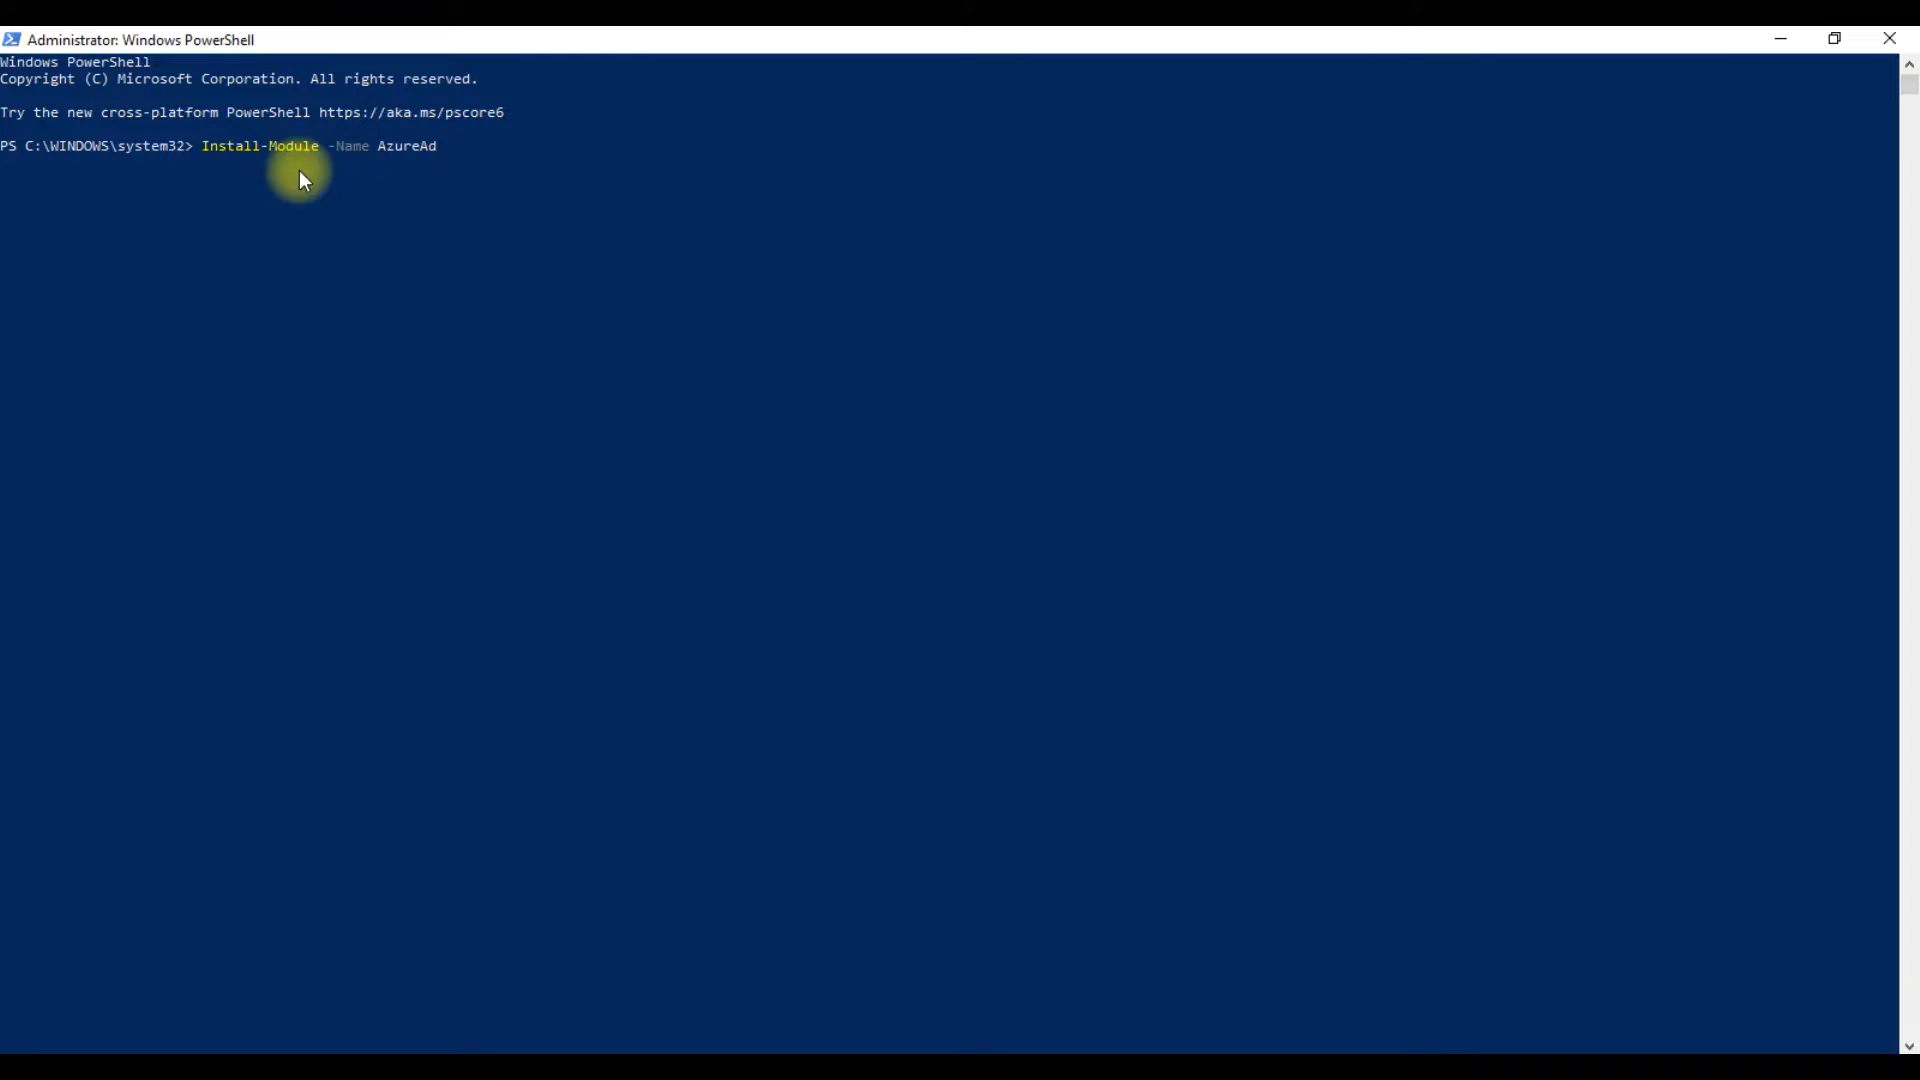 Administrator: Windows PowerShell
Windows PowerShell
Copyright (C) Microsoft Corporation. All rights reserved.
Try the new cross-platform PowerShell https://aka.ms/pscore6
PS C:\WINDOWS\system32> Install-Module -Name AzureAd